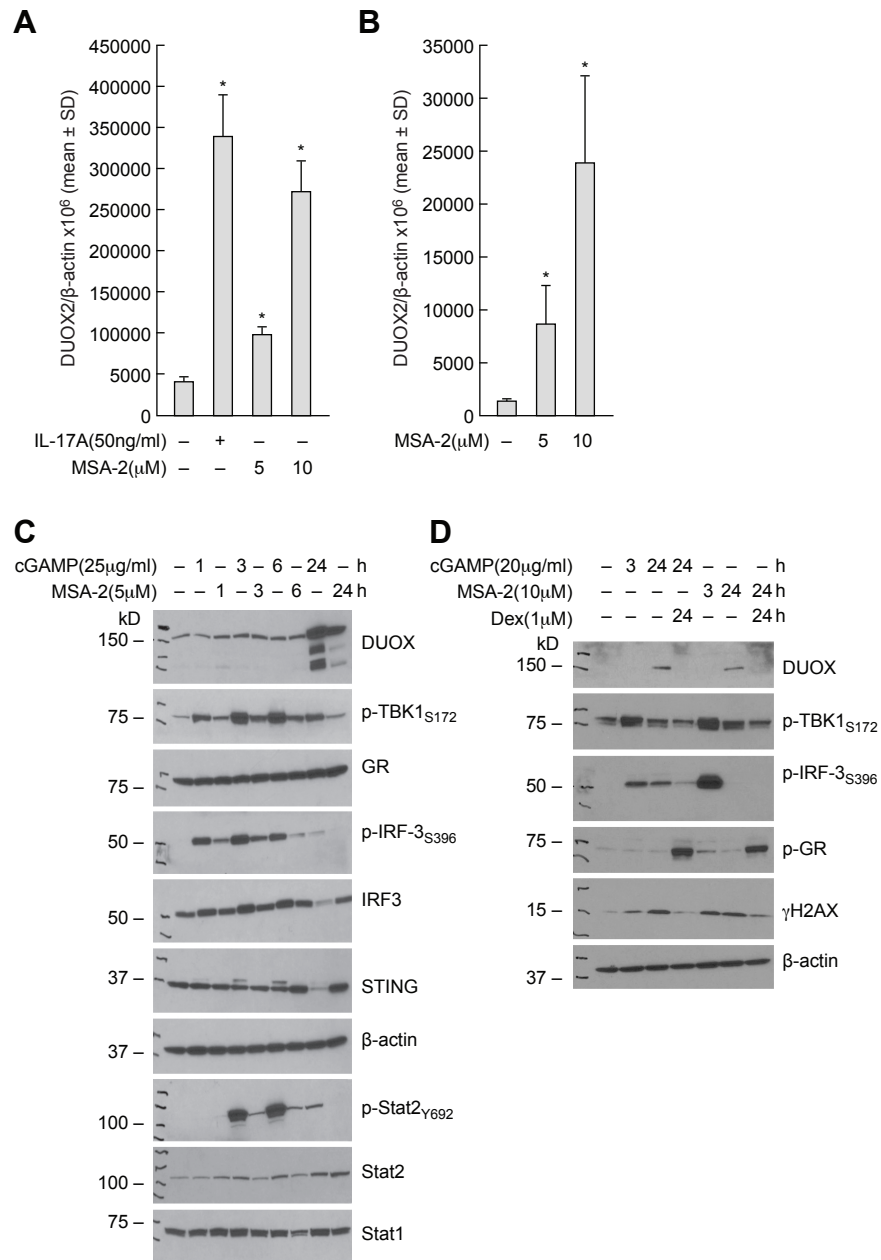 A
DUOX2/β-actin x10⁶ (mean ± SD)
450000
400000
350000
300000
250000
200000
150000
100000
5000
0
IL-17A(50ng/ml) – + – –
MSA-2(μM) – – 5 10
*
*
*
B
DUOX2/β-actin x10⁶ (mean ± SD)
35000
30000
25000
20000
15000
10000
5000
0
MSA-2(μM) – 5 10
*
*
C
cGAMP(25μg/ml) – 1 – 3 – 6 – 24 – h
MSA-2(5μM) – – 1 – 3 – 6 – 24 h
kD
150 – DUOX
75 – p-TBK1S172
75 – GR
50 – p-IRF-3S396
50 – IRF3
37 – STING
37 – β-actin
100 – p-Stat2Y692
100 – Stat2
75 – Stat1
D
cGAMP(20μg/ml) – 3 24 24 – – – h
MSA-2(10μM) – – – – 3 24 24 h
Dex(1μM) – – – 24 – – 24 h
kD
150 – DUOX
75 – p-TBK1S172
50 – p-IRF-3S396
75 – p-GR
15 – γH2AX
37 – β-actin